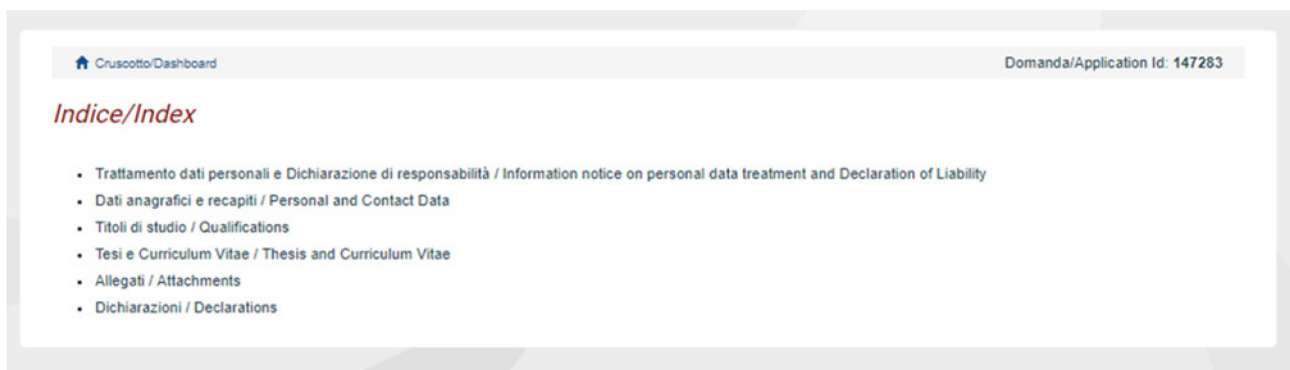 Cruscotto/Dashboard
Domanda/Application Id: 147283
Indice/Index
Trattamento dati personali e Dichiarazione di responsabilità / Information notice on personal data treatment and Declaration of Liability
Dati anagrafici e recapiti / Personal and Contact Data
Titoli di studio / Qualifications
Tesi e Curriculum Vitae / Thesis and Curriculum Vitae
Allegati / Attachments
Dichiarazioni / Declarations